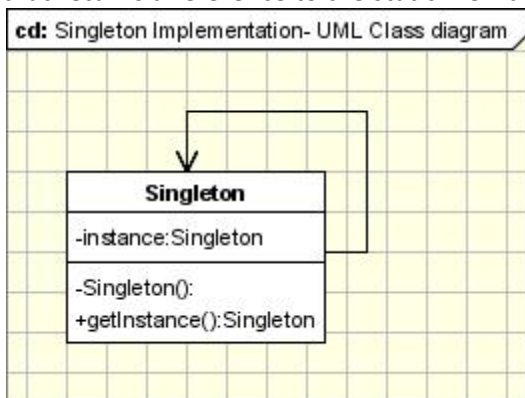 cd: Singleton Implementation- UML Class diagram
Singleton
-instance:Singleton
-Singleton():
+getInstance():Singleton